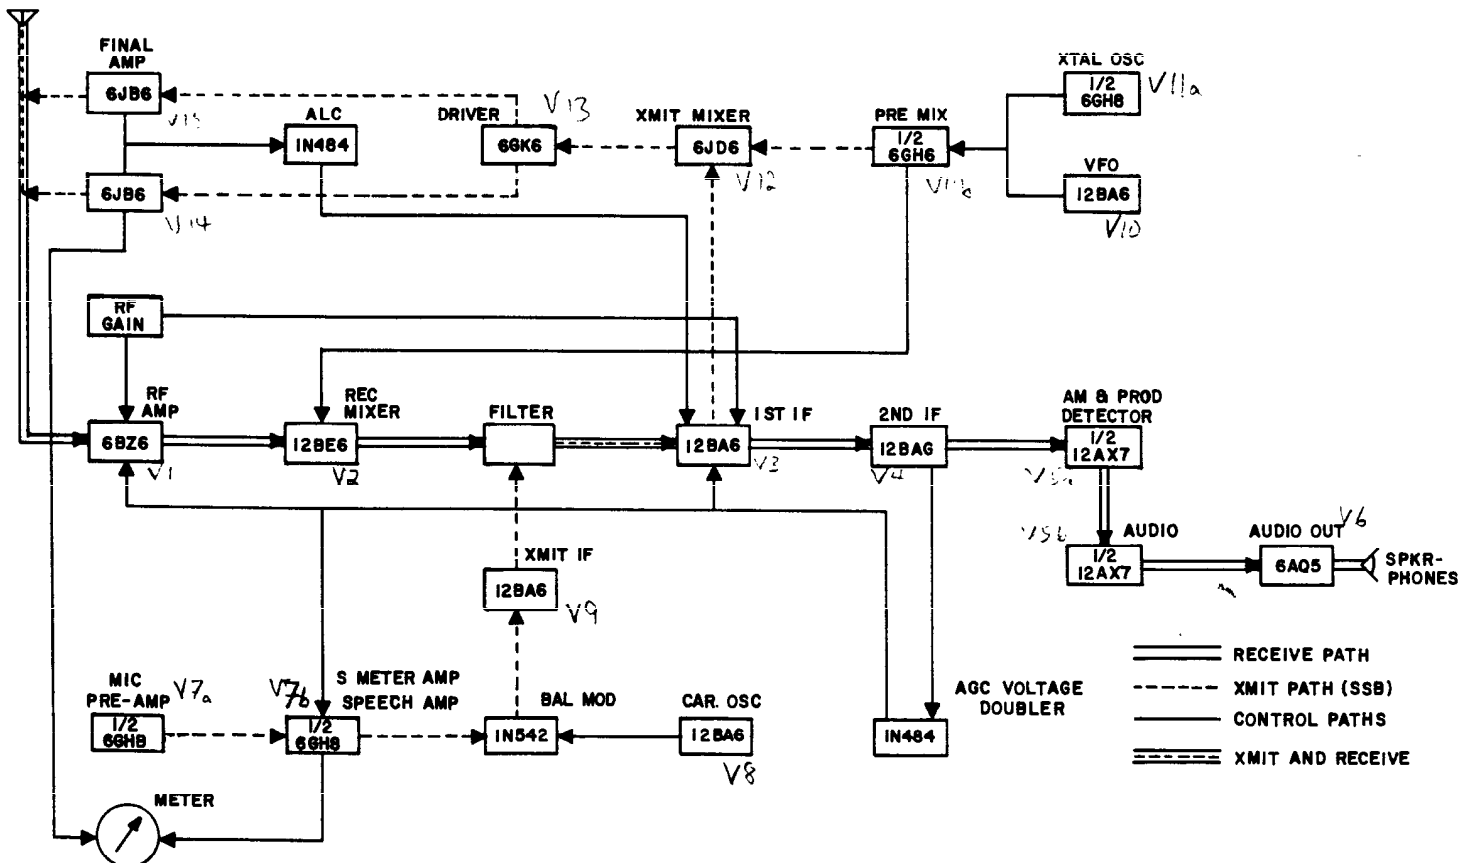 FINAL
AMP
6JB6
V15
ALC
1N484
DRIVER
V13
6GK6
XMIT MIXER
6JD6
V12
PRE MIX
1/2
6GH6
V11b
XTAL OSC
1/2
6GH8
V11a
VFO
12BA6
V10
6JB6
V14
RF
GAIN
RF
AMP
6BZ6
V1
REC
MIXER
12BE6
V2
FILTER
1ST IF
12BA6
V3
2ND IF
12BAG
V4
AM & PROD
DETECTOR
1/2
12AX7
V5a
V5b
AUDIO
1/2
12AX7
AUDIO OUT
V6
6AQ5
SPKR-
PHONES
XMIT IF
12BA6
V9
MIC
PRE-AMP
V7a
1/2
6GH8
S METER AMP
SPEECH AMP
V7b
1/2
6GH8
BAL MOD
1N542
CAR. OSC
12BA6
V8
AGC VOLTAGE
DOUBLER
1N484
METER
RECEIVE PATH
XMIT PATH (SSB)
CONTROL PATHS
XMIT AND RECEIVE